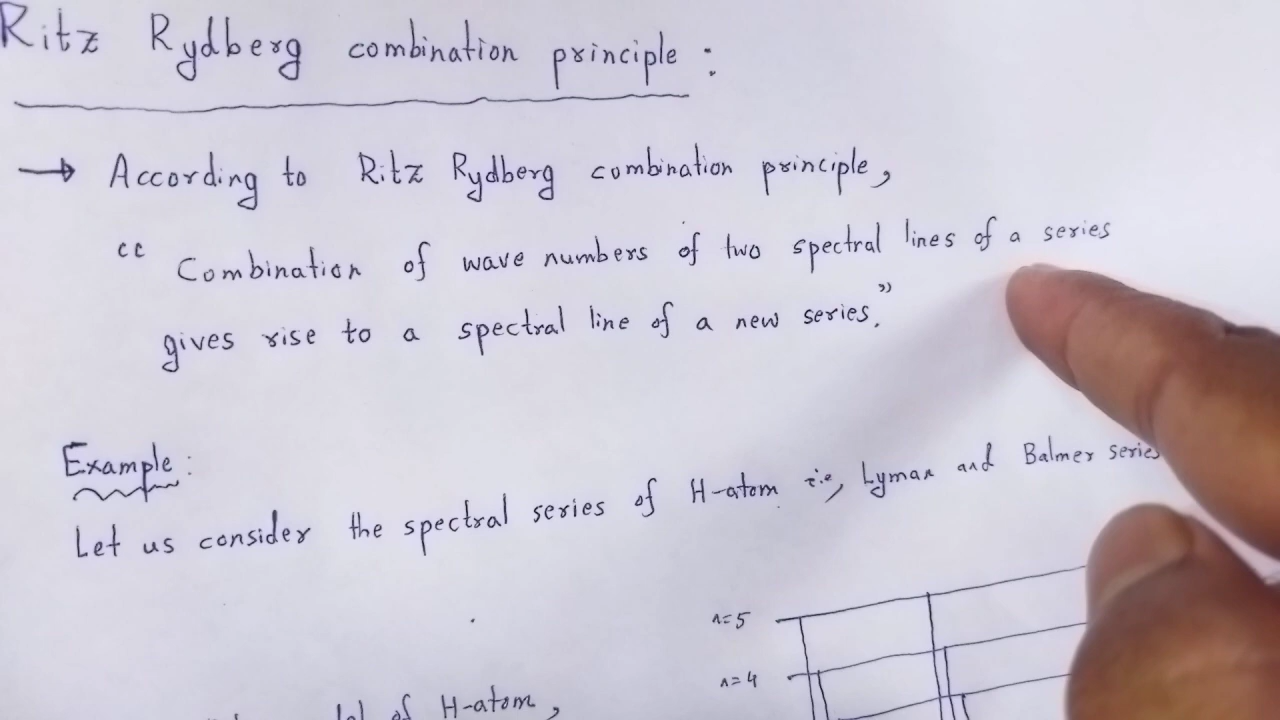 Ritz Rydberg combination principle :
→ According to Ritz Rydberg combination principle,
“ Combination of wave numbers of two spectral lines of a series
gives rise to a spectral line of a new series.”
Example :
Let us consider the spectral series of H-atom i.e, Lyman and Balmer series
n=5
n=4
of H-atom,